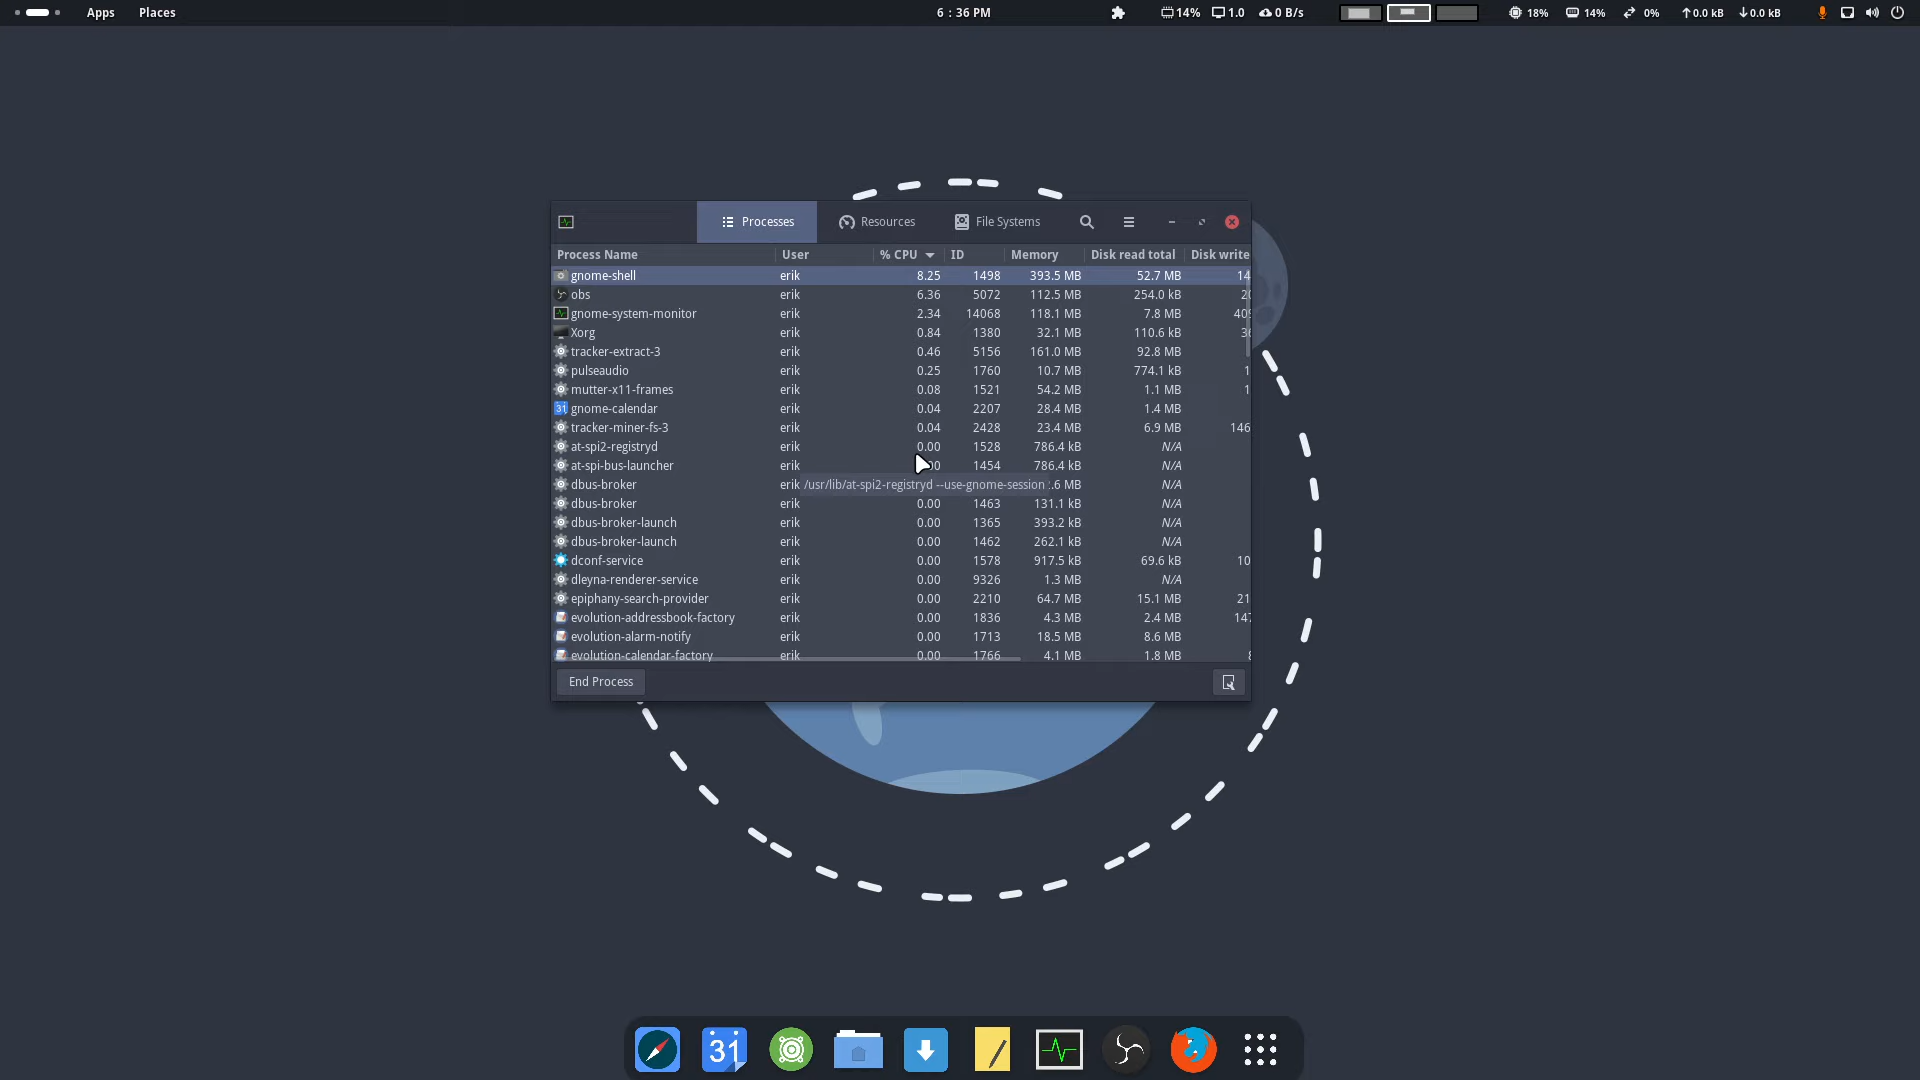 Apps Places 6 : 36 PM 14% 1.0 0 B/s 18% 14% 0% 0.0 kB 0.0 kB
Processes Resources File Systems
Process Name User % CPU ID Memory Disk read total Disk write
gnome-shell erik 8.25 1498 393.5 MB 52.7 MB 14
obs erik 6.36 5072 112.5 MB 254.0 kB
gnome-system-monitor erik 2.34 14068 118.1 MB 7.8 MB 409
Xorg erik 0.84 1380 32.1 MB 110.6 kB
tracker-extract-3 erik 0.46 5156 161.0 MB 92.8 MB
pulseaudio erik 0.25 1760 10.7 MB 774.1 kB 1
mutter-x11-frames erik 0.08 1521 54.2 MB 1.1 MB 1
gnome-calendar erik 0.04 2207 28.4 MB 1.4 MB
tracker-miner-fs-3 erik 0.04 2428 23.4 MB 6.9 MB 146
at-spi2-registryd erik 0.00 1528 786.4 kB N/A
at-spi-bus-launcher erik 00 1454 786.4 kB N/A
dbus-broker erik /usr/lib/at-spi2-registryd --use-gnome-session .6 MB N/A
dbus-broker erik 0.00 1463 131.1 kB N/A
dbus-broker-launch erik 0.00 1365 393.2 kB N/A
dbus-broker-launch erik 0.00 1462 262.1 kB N/A
dconf-service erik 0.00 1578 917.5 kB 69.6 kB 10
dleyna-renderer-service erik 0.00 9326 1.3 MB N/A
epiphany-search-provider erik 0.00 2210 64.7 MB 15.1 MB 21
evolution-addressbook-factory erik 0.00 1836 4.3 MB 2.4 MB 147
evolution-alarm-notify erik 0.00 1713 18.5 MB 8.6 MB
evolution-calendar-factory erik 0.00 1766 4.1 MB 1.8 MB
End Process
31